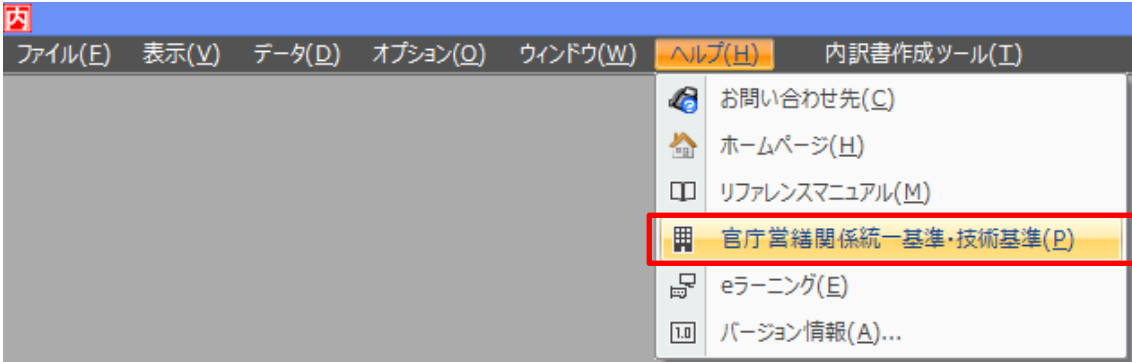 内
ファイル(F) 表示(V) データ(D) オプション(O) ウィンドウ(W) ヘルプ(H) 内訳書作成ツール(T)
お問い合わせ先(C)
ホームページ(H)
リファレンスマニュアル(M)
官庁営繕関係統一基準・技術基準(P)
eラーニング(E)
1.0 バージョン情報(A)...